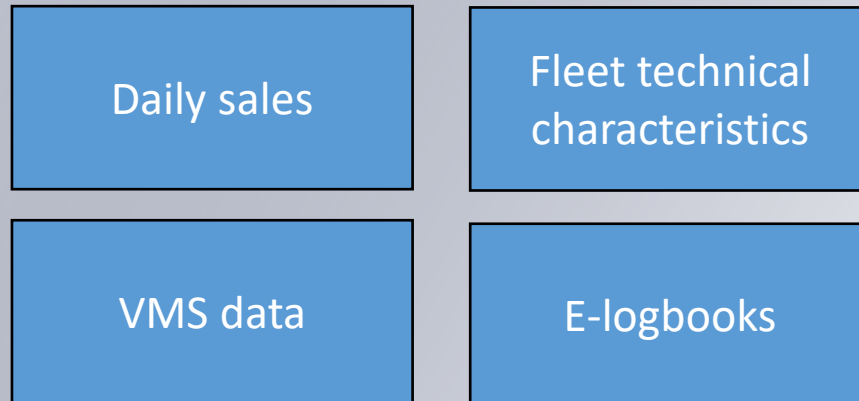 Daily sales
Fleet technical
characteristics
VMS data
E-logbooks